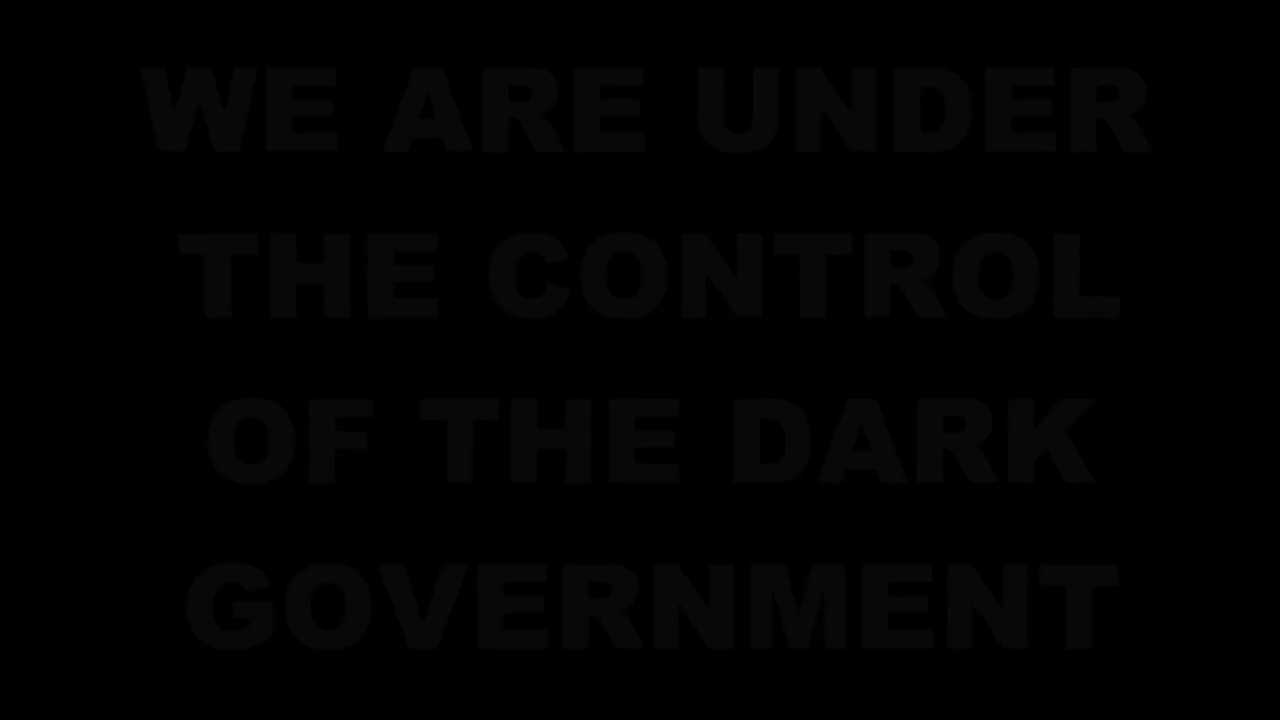 WE ARE UNDER
THE CONTROL
OF THE DARK
GOVERNMENT